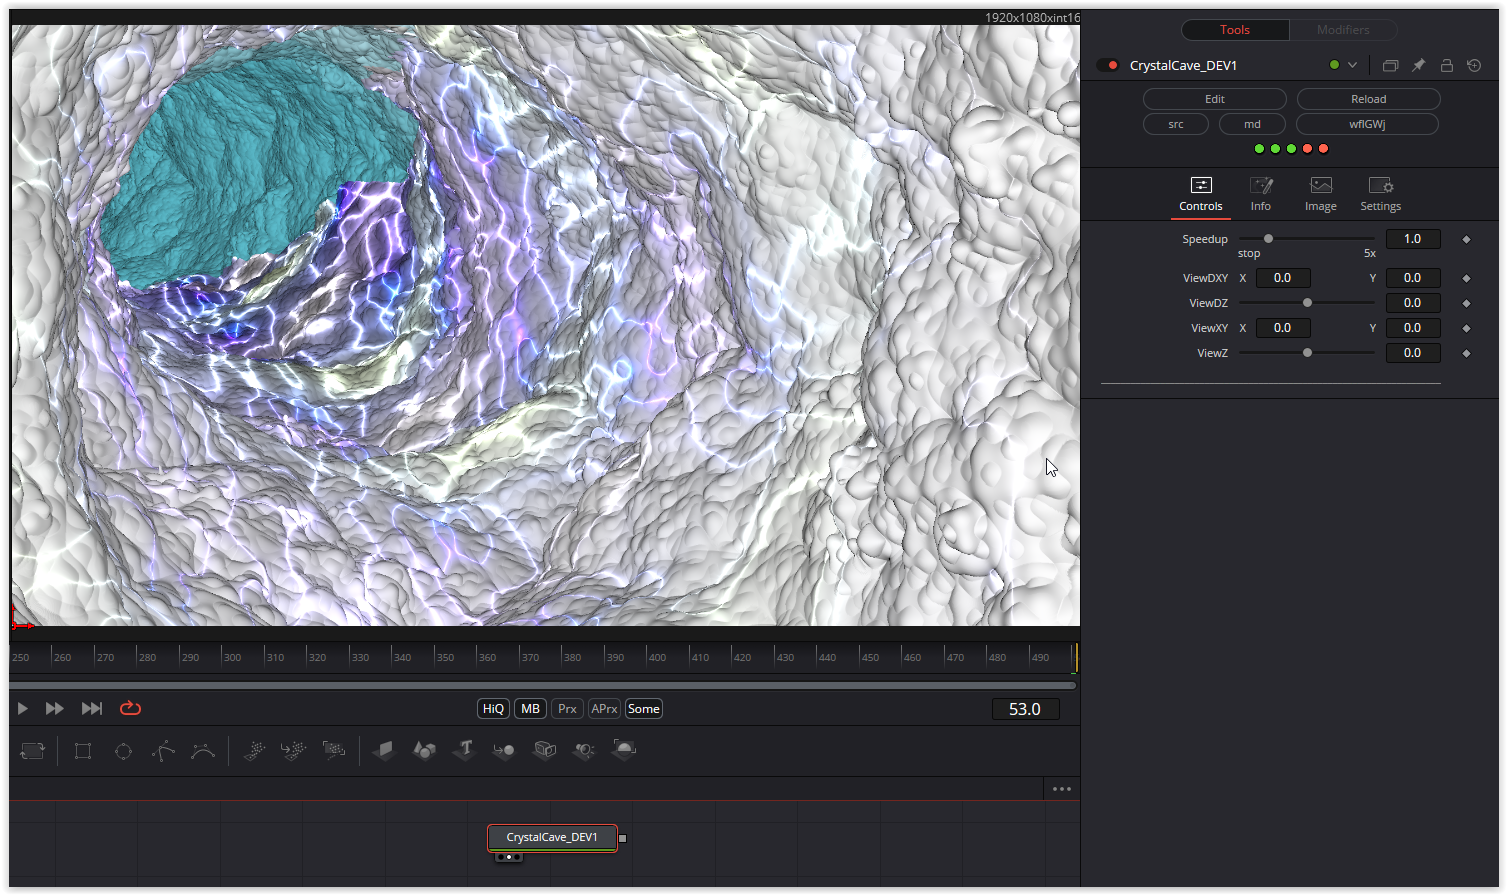 1920x1080xint16
Tools
Modifiers
CrystalCave_DEV1
Edit
Reload
src
md
wflGWj
Controls
Info
Image
Settings
Speedup
1.0
stop
5x
ViewDXY X 0.0 Y 0.0
ViewDZ 0.0
ViewXY X 0.0 Y 0.0
ViewZ 0.0
250 260 270 280 290 300 310 320 330 340 350 360 370 380 390 400 410 420 430 440 450 460 470 480 490
HiQ MB Prx APrx Some
53.0
CrystalCave_DEV1